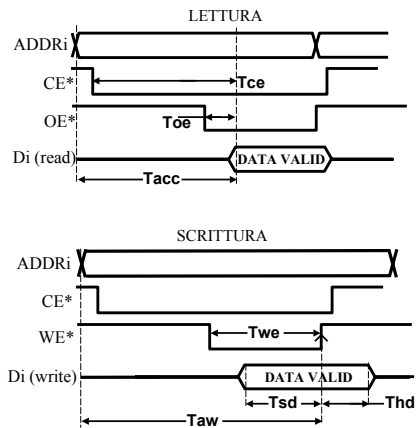 LETTURA
ADDRi
CE*
Tce
OE*
Toe
Di (read)
DATA VALID
Tacc
SCRITTURA
ADDRi
CE*
WE*
Twe
Di (write)
DATA VALID
Tsd
Thd
Taw